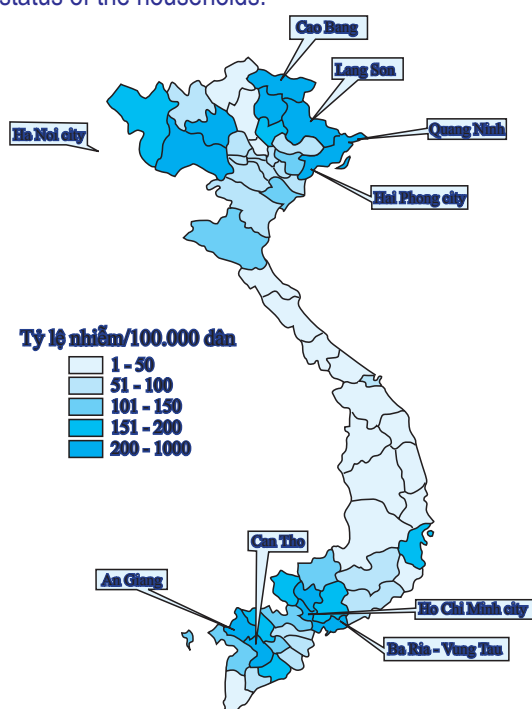 status of the households.
Cao Bang
Lang Son
Ha Noi city
Quang Ninh
Hai Phong city
Tỷ lệ nhiễm/100.000 dân
1 - 50
51 - 100
101 - 150
151 - 200
200 - 1000
Can Tho
An Giang
Ho Chi Minh city
Ba Ria - Vung Tau